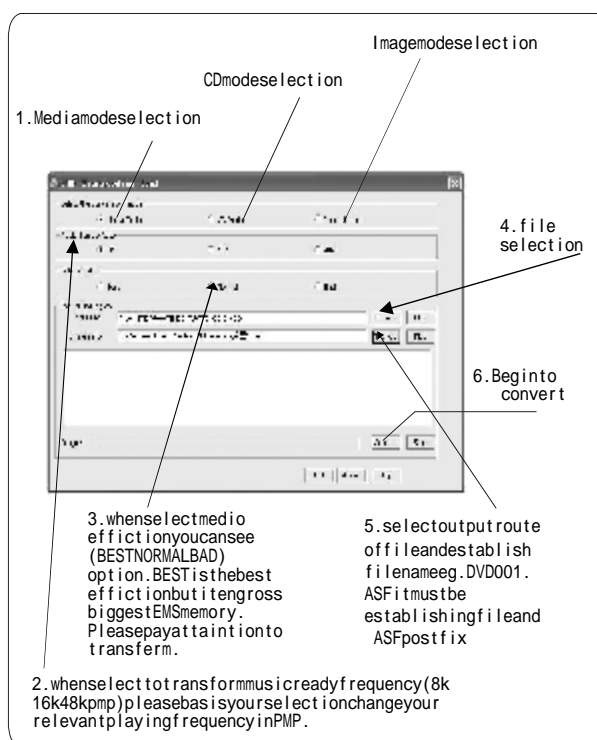 Imagemodeselection
CDmodeselection
1.Mediamodeselection
4.file
selection
6.Beginto
convert
3.whenselectmedio
effictionyoucansee
(BESTNORMALBAD)
option.BESTisthebest
effictionbutitengross
biggestEMSmemory.
Pleasepayattaintionto
transferm.
5.selectoutputroute
offileandestablish
filenameeg.DVD001.
ASFitmustbe
establishingfileand
ASFpostfix
2.whenselecttotransformmusicreadyfrequency(8k
16k48kpmp)pleasebasisyourselectionchangeyour
relevantplayingfrequencyinPMP.